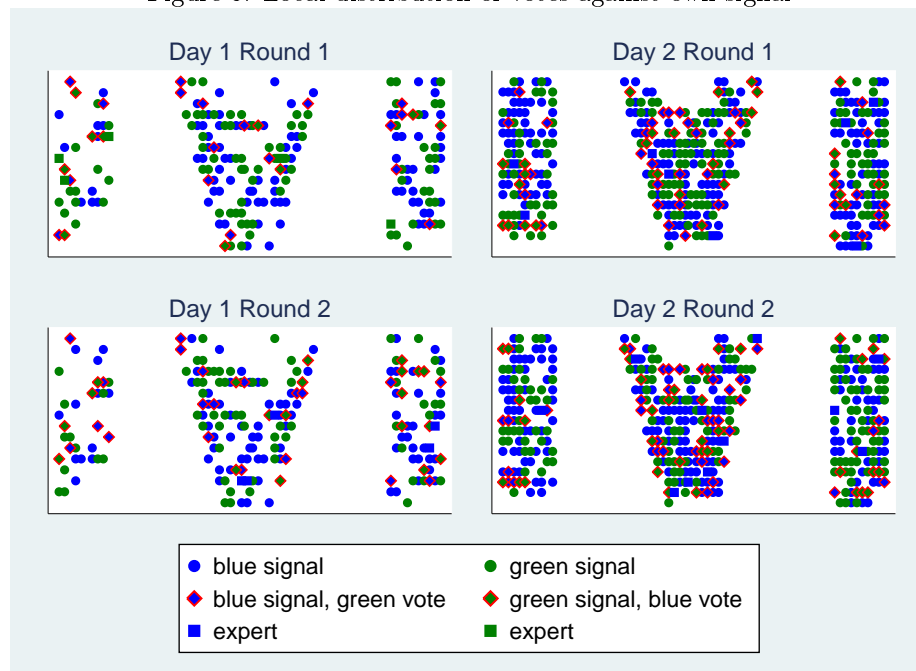 Day 1 Round 1
Day 2 Round 1
Day 1 Round 2
Day 2 Round 2
blue signal
green signal
blue signal, green vote
green signal, blue vote
expert
expert